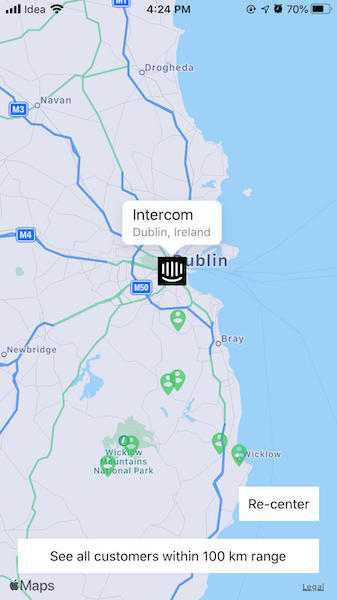 Idea
4:24 PM
70%
M1
Drogheda
Navan
M3
Intercom
Dublin, Ireland
M4
Dublin
M50
Bray
Newbridge
Wicklow
Mountains
National Park
Wicklow
Re-center
See all customers within 100 km range
Maps
Legal